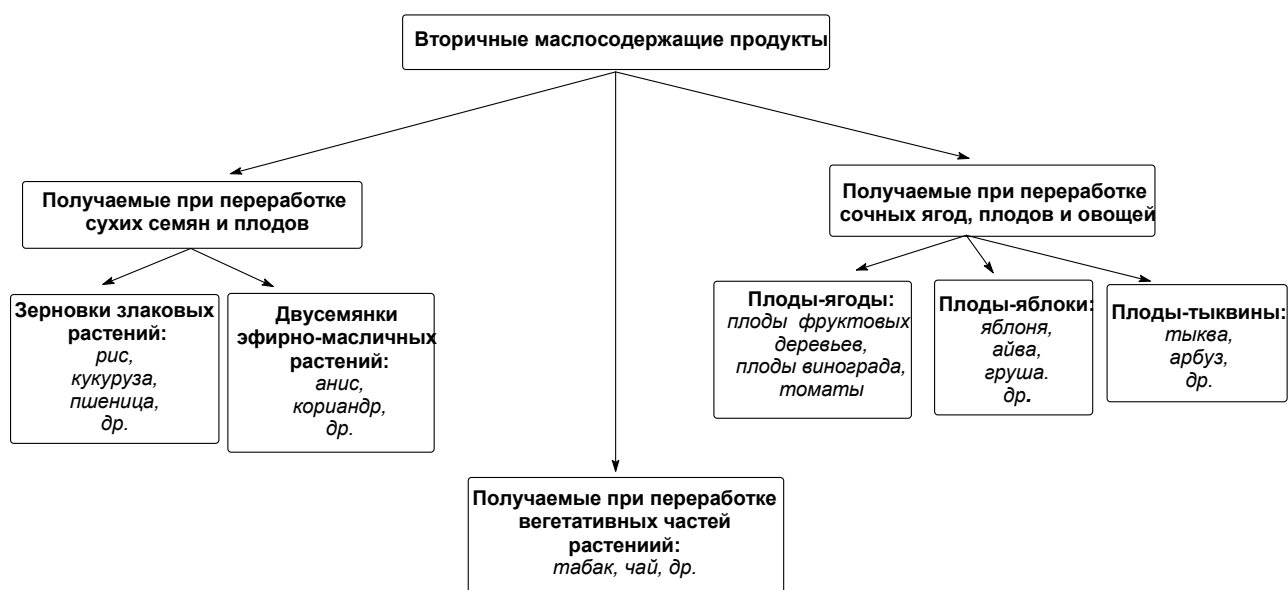 Вторичные маслосодержащие продукты
Получаемые при переработке
сухих семян и плодов
Получаемые при переработке
сочных ягод, плодов и овощей
Зерновки злаковых
растений:
рис,
кукуруза,
пшеница,
др.
Двусемянки
эфирно-масличных
растений:
анис,
кориандр,
др.
Плоды-ягоды:
плоды фруктовых
деревьев,
плоды винограда,
томаты
Плоды-яблоки:
яблоня,
айва,
груша.
др.
Плоды-тыквины:
тыква,
арбуз,
др.
Получаемые при переработке
вегетативных частей
растениий:
табак, чай, др.